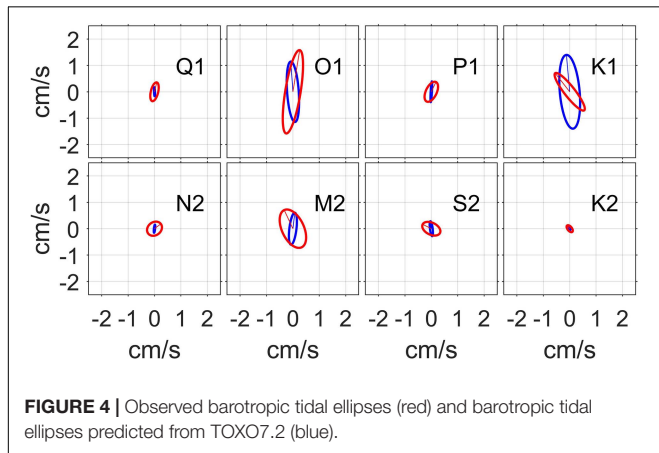 Q1 O1 P1 K1
2
1
0
-1
-2
cm/s
N2 M2 S2 K2
2
1
0
-1
-2
cm/s
-2 -1 0 1 2 -2 -1 0 1 2 -2 -1 0 1 2 -2 -1 0 1 2
cm/s cm/s cm/s cm/s
FIGURE 4 | Observed barotropic tidal ellipses (red) and barotropic tidal
ellipses predicted from TOXO7.2 (blue).